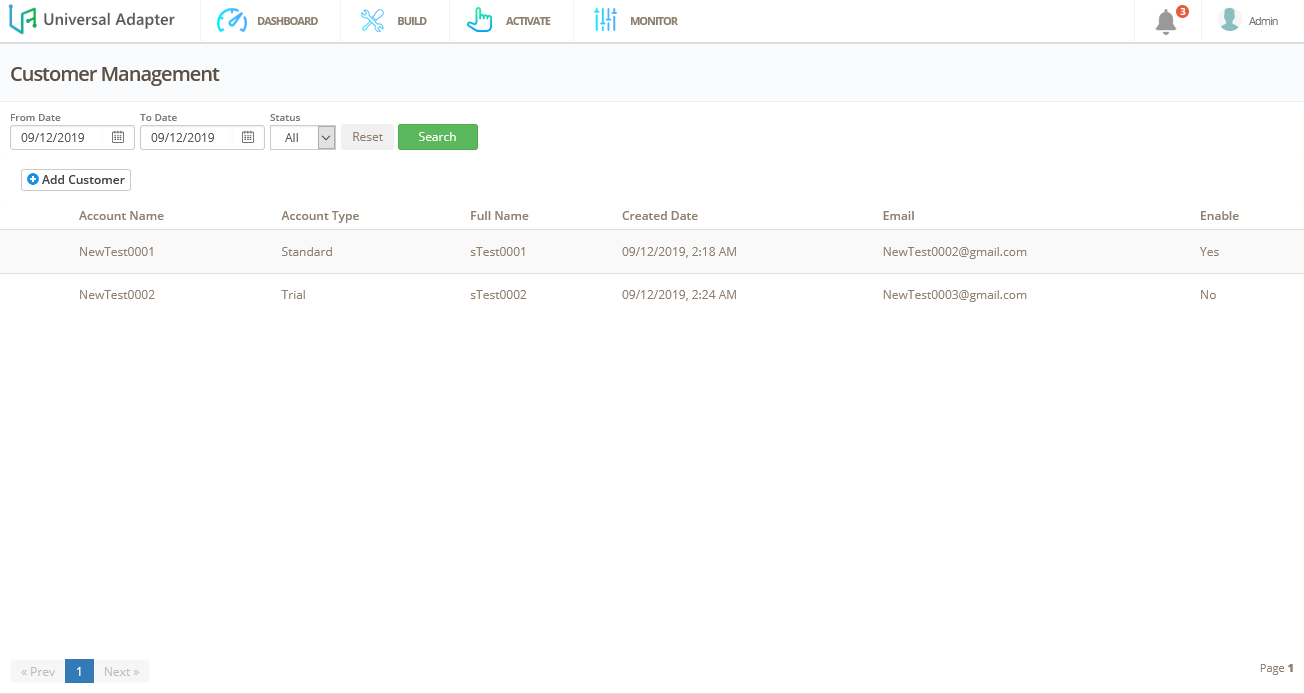 Universal Adapter DASHBOARD BUILD ACTIVATE MONITOR 3 Admin
Customer Management
From Date To Date Status
09/12/2019 09/12/2019 All Reset Search
Add Customer
Account Name Account Type Full Name Created Date Email Enable
NewTest0001 Standard sTest0001 09/12/2019, 2:18 AM NewTest0002@gmail.com Yes
NewTest0002 Trial sTest0002 09/12/2019, 2:24 AM NewTest0003@gmail.com No
« Prev 1 Next » Page 1